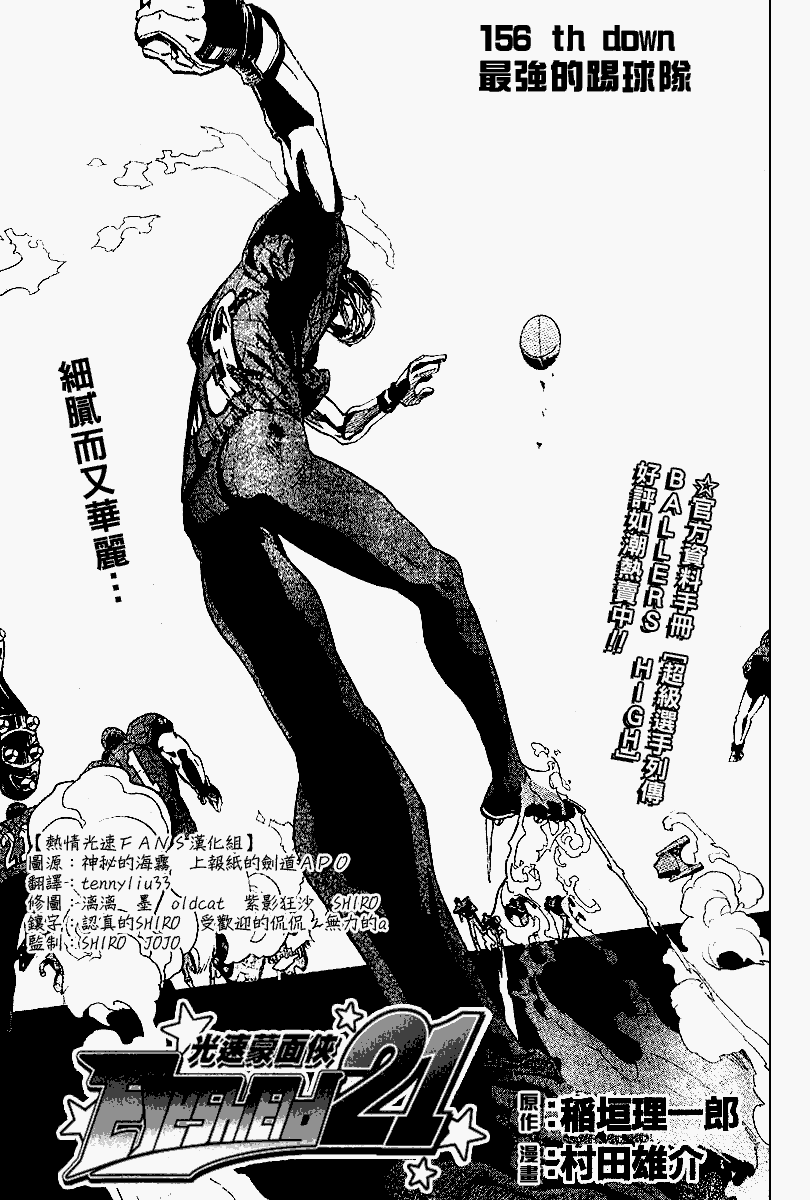 156 th down
最強的踢球隊
細膩而又華麗…
☆官方資料手冊「超級選手列傳
BALLERS HIGH」
好評如潮熱賣中!!
【熱情光速FANS漢化組】
圖源:神秘的海霧 上報紙的劍道APO
翻譯:tennyliu33
修圖:漓漓_墨 oldcat 紫影狂沙 SHIRO
鑲字:認真的SHIRO 受歡迎的侃侃 無力的a
監制:SHIRO JOJO
光速蒙面俠
EYESHIELD 21
原作:稲垣理一郎
漫畫:村田雄介